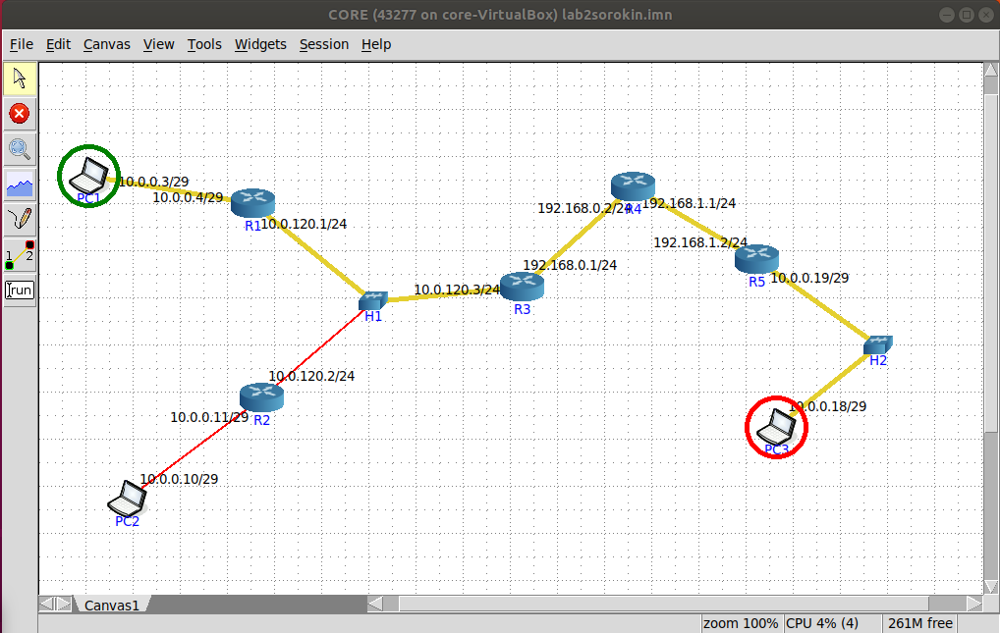 CORE (43277 on core-VirtualBox) lab2sorokin.imn
File Edit Canvas View Tools Widgets Session Help
10.0.0.3/29
PC1
10.0.0.4/29
R1
10.0.120.1/24
192.168.0.2/24
R4
192.168.1.1/24
192.168.1.2/24
R5
10.0.0.19/29
192.168.0.1/24
10.0.120.3/24
R3
H1
1 2
run
H2
10.0.120.2/24
10.0.0.11/29
R2
10.0.0.18/29
PC3
10.0.0.10/29
PC2
Canvas1
zoom 100% CPU 4% (4) 261M free